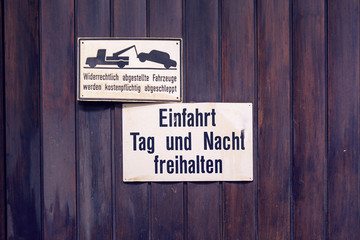 Widerrechtlich abgestellte Fahrzeuge
werden kostenpflichtig abgeschleppt
Einfahrt
Tag und Nacht
freihalten